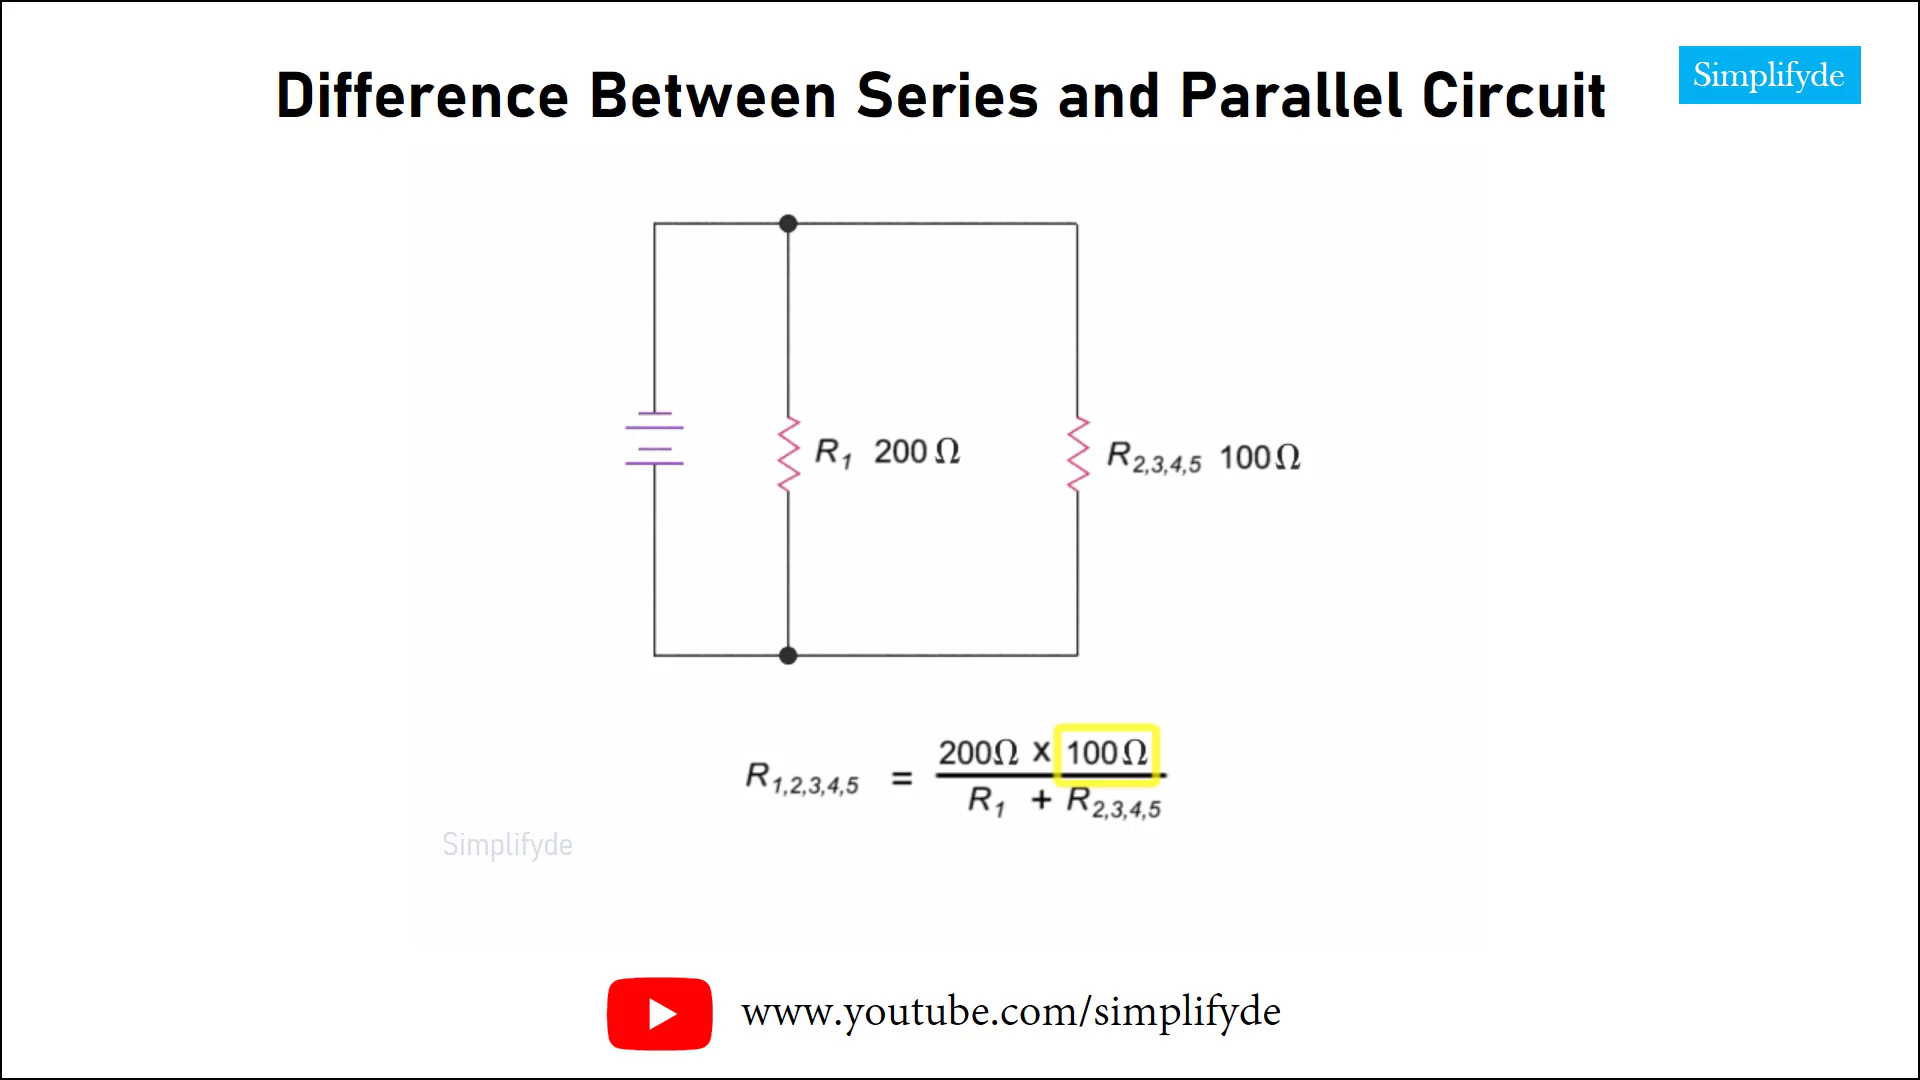 Difference Between Series and Parallel Circuit
Simplifyde
R1 200 Ω
R2,3,4,5 100Ω
R1,2,3,4,5 = 200Ω x 100Ω
R1 + R2,3,4,5
Simplifyde
www.youtube.com/simplifyde